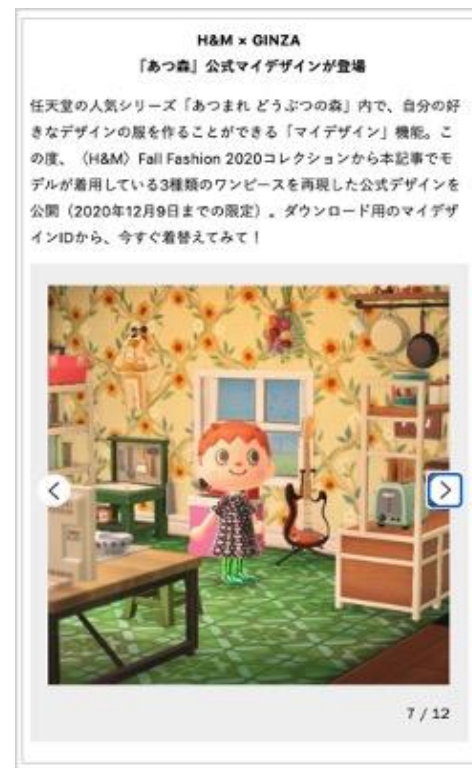 H&M × GINZA
「あつ森」公式マイデザインが登場
任天堂の人気シリーズ「あつまれ どうぶつの森」内で、自分の好
きなデザインの服を作ることができる「マイデザイン」機能。こ
の度、〈H&M〉Fall Fashion 2020コレクションから本記事でモ
デルが着用している3種類のワンピースを再現した公式デザインを
公開（2020年12月9日までの限定）。ダウンロード用のマイデザ
インIDから、今すぐ着替えてみて！
7 / 12